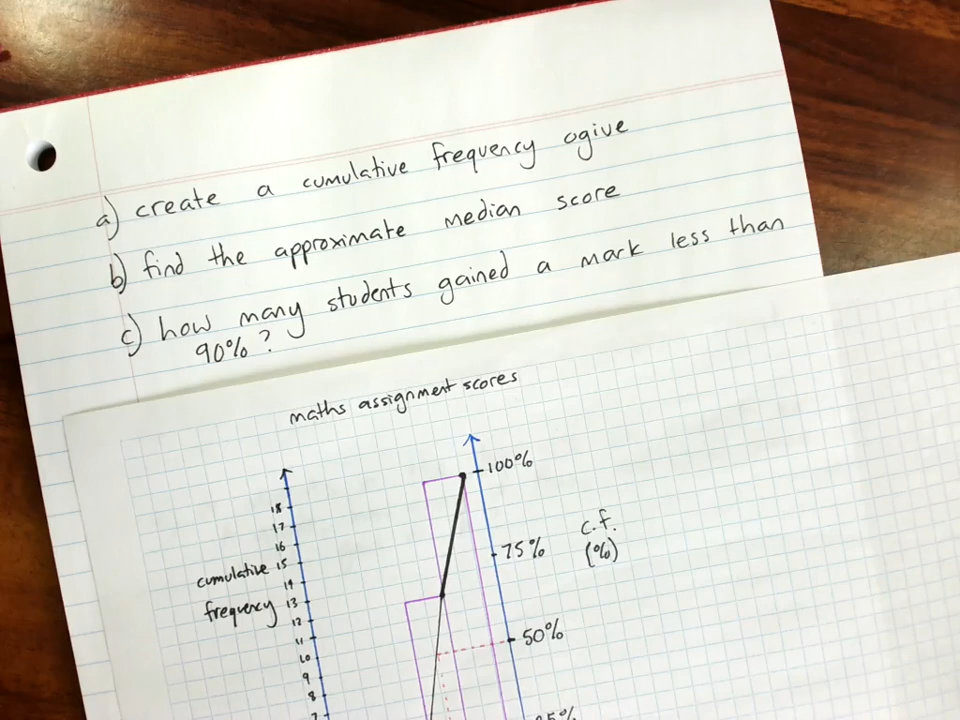 a) create a cumulative frequency ogive
b) find the approximate median score
c) how many students gained a mark less than
90% ?
maths assignment scores
100%
18
17
c.f.
16
75%
(%)
cumulative 15
14
frequency 13
12
11
50%
10
9
8